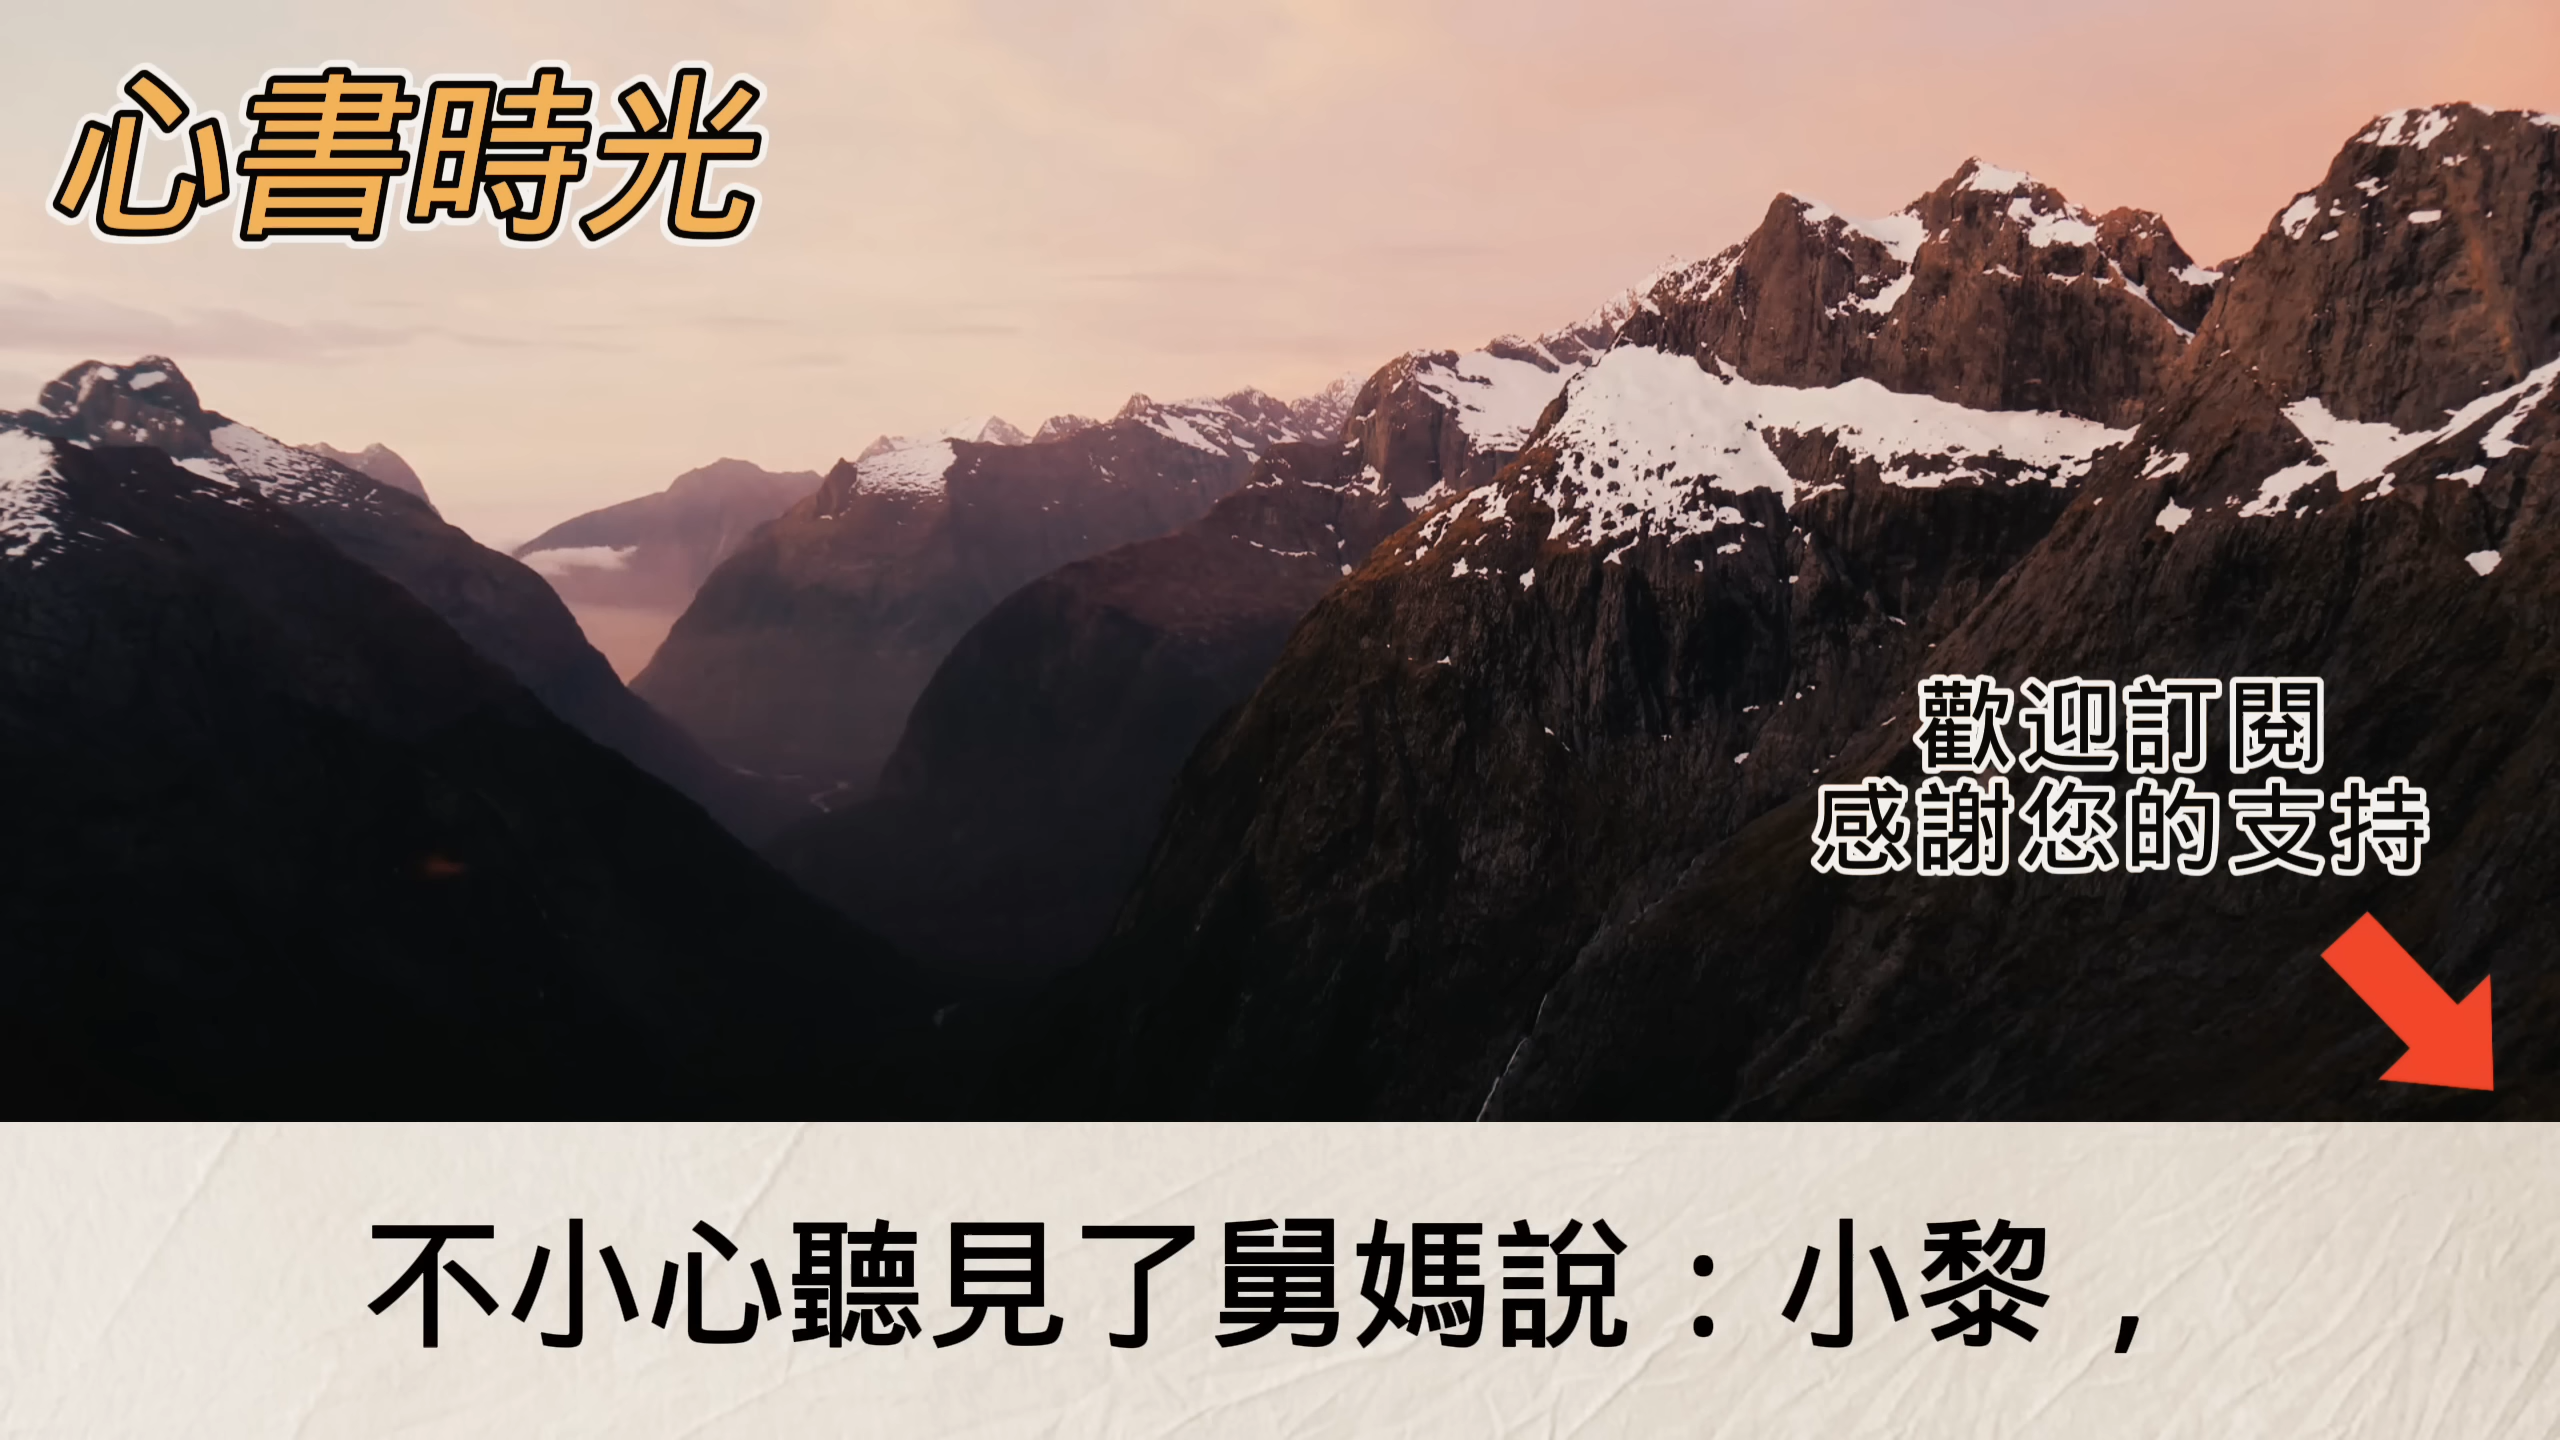 心書時光
歡迎訂閱
感謝您的支持
不小心聽見了舅媽說：小黎，